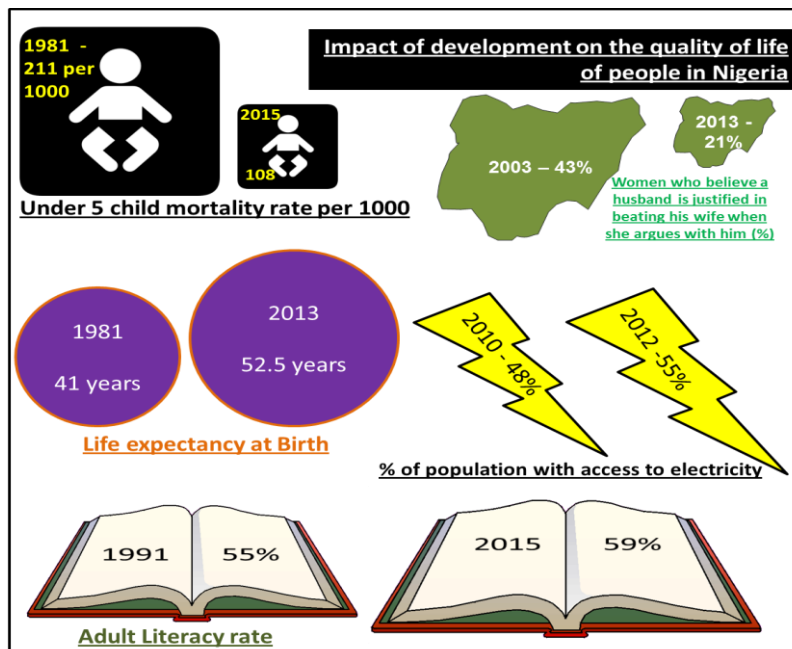 1981 -
211 per
1000
Impact of development on the quality of life
of people in Nigeria
2015
108
Under 5 child mortality rate per 1000
2003 – 43%
2013 -
21%
Women who believe a
husband is justified in
beating his wife when
she argues with him (%)
1981
41 years
2013
52.5 years
Life expectancy at Birth
2010 - 48%
2012 -55%
% of population with access to electricity
1991
55%
2015
59%
Adult Literacy rate